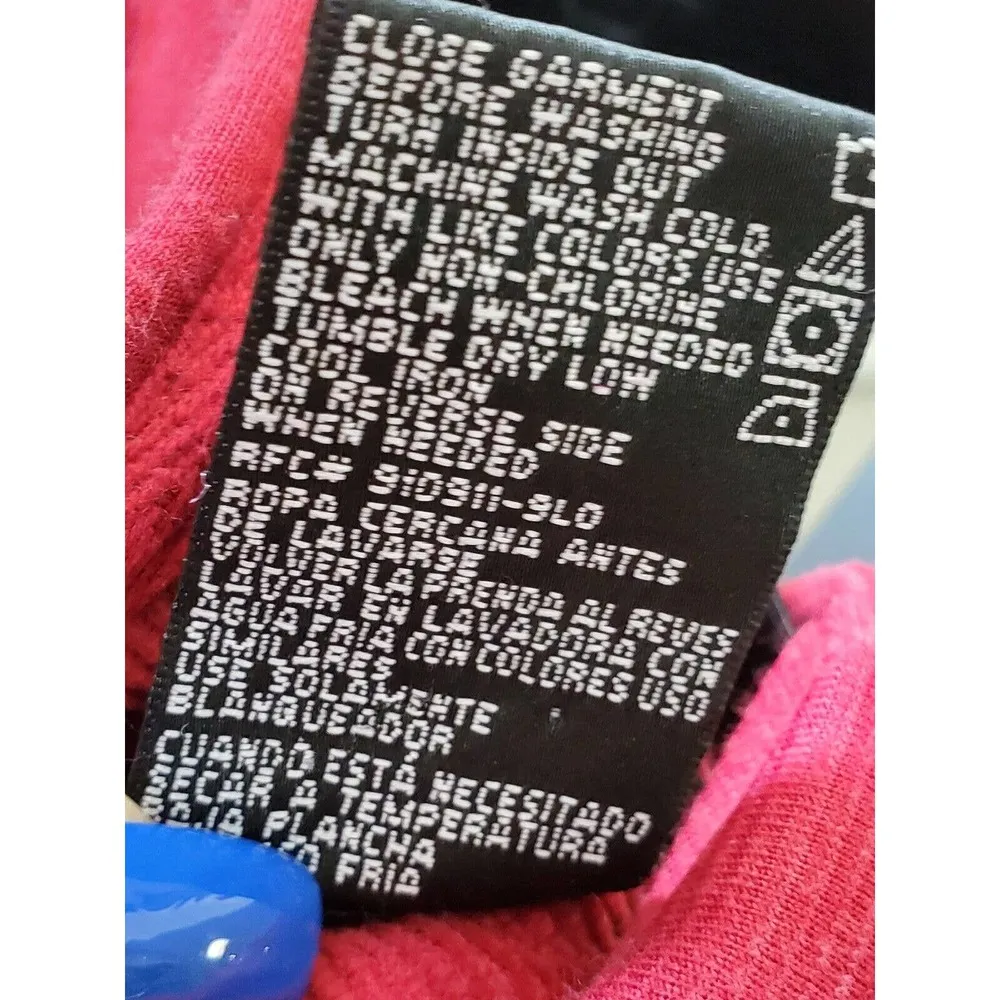 CLOSE GARMENT
BEFORE WASHING
TURN INSIDE OUT
MACHINE WASH COLD
WITH LIKE COLORS USE
ONLY NON-CHLORINE
BLEACH WHEN NEEDED
TUMBLE DRY LOW
COOL IRON
ON REVERSE SIDE
WHEN NEEDED
RFC# 910311-9L0
ROPA CERCANA ANTES
DE LAVARSE
VOLOER LA PRENDA AL REVES
LAVAR EN LAVADORA CON
AGUA FRIA CON COLORES USO
SIMILARES
USE SOLAMENTE
BLANQUEADOR
CUANDO ESTÁ NECESITADO
SECAR A TEMPERATURA
BAJA PLANCHA
FRIA